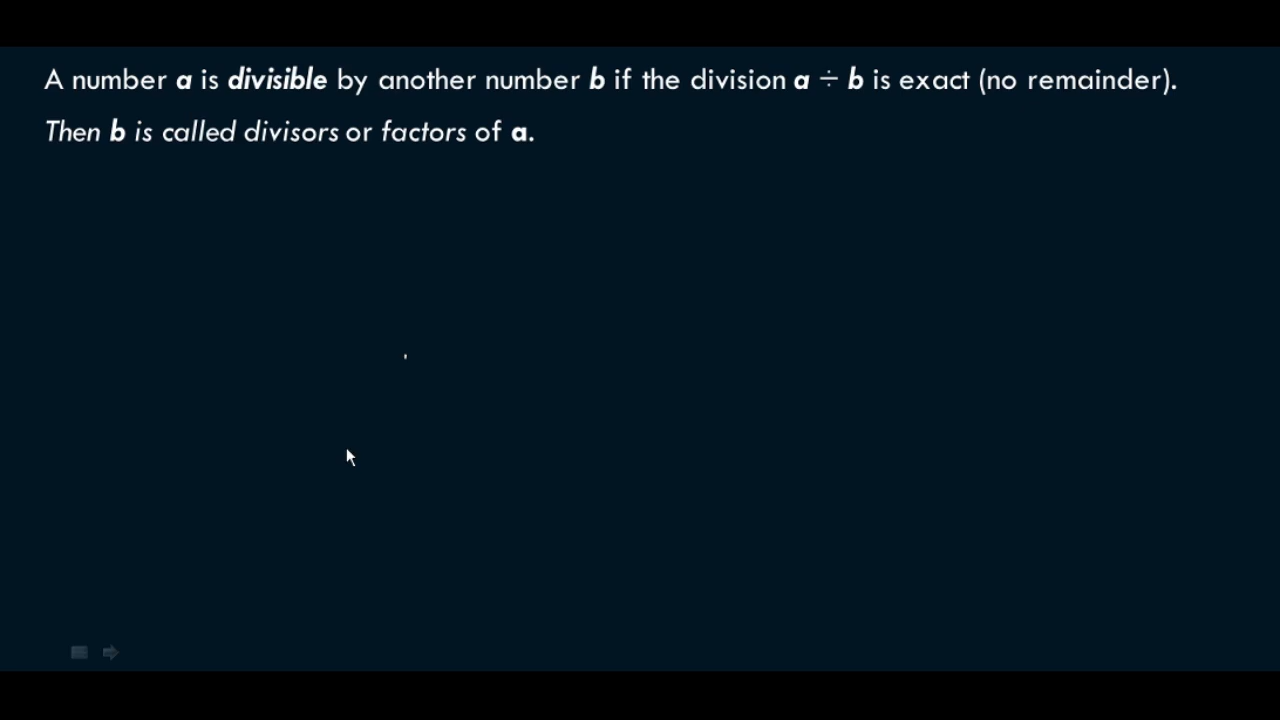 A number a is divisible by another number b if the division a ÷ b is exact (no remainder).
Then b is called divisors or factors of a.